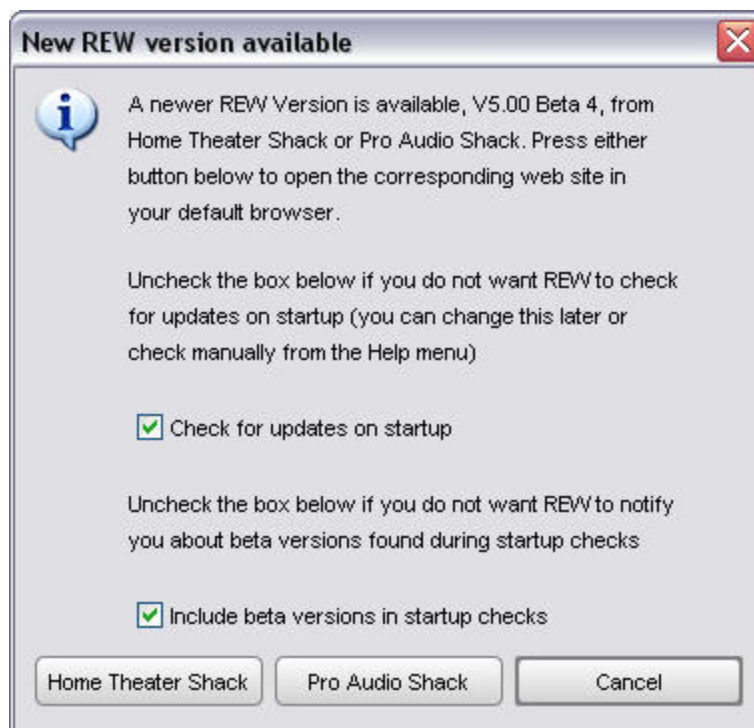 New REW version available
A newer REW Version is available, V5.00 Beta 4, from
Home Theater Shack or Pro Audio Shack. Press either
button below to open the corresponding web site in
your default browser.
Uncheck the box below if you do not want REW to check
for updates on startup (you can change this later or
check manually from the Help menu)
Check for updates on startup
Uncheck the box below if you do not want REW to notify
you about beta versions found during startup checks
Include beta versions in startup checks
Home Theater Shack
Pro Audio Shack
Cancel